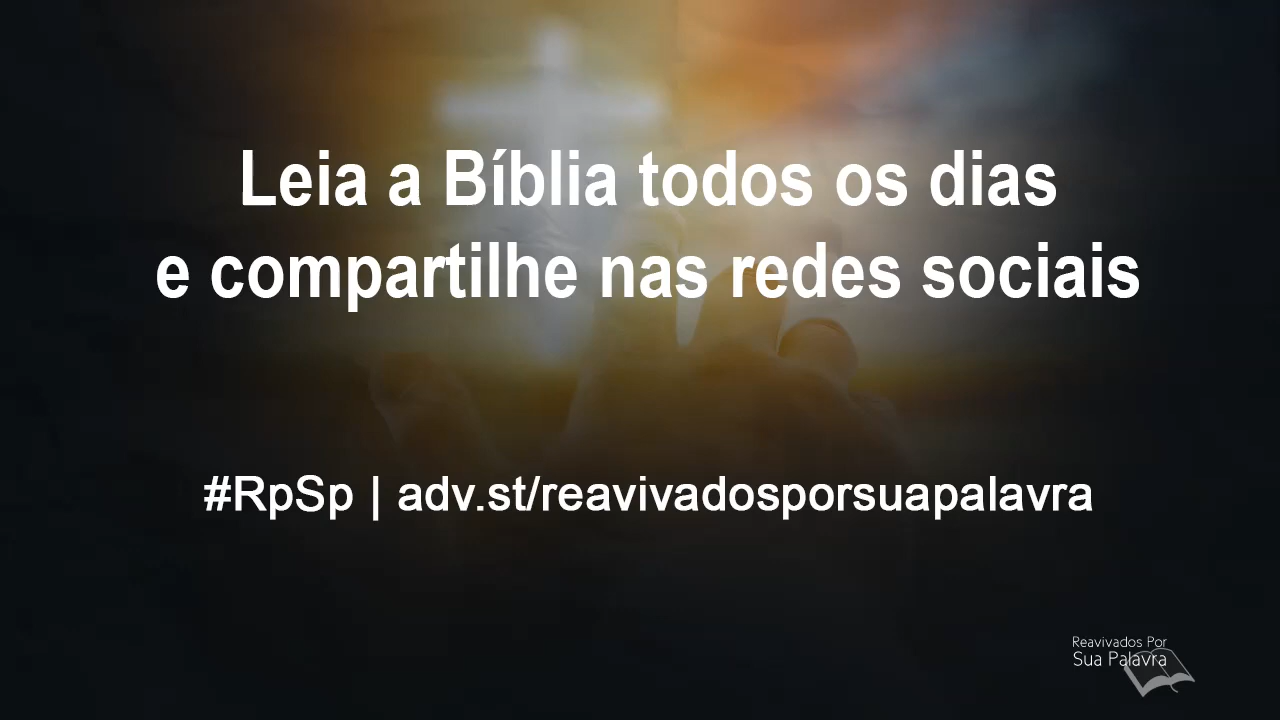 Leia a Bíblia todos os dias
e compartilhe nas redes sociais
#RpSp | adv.st/reavivadosporsuapalavra
Reavivados Por
Sua Palavra